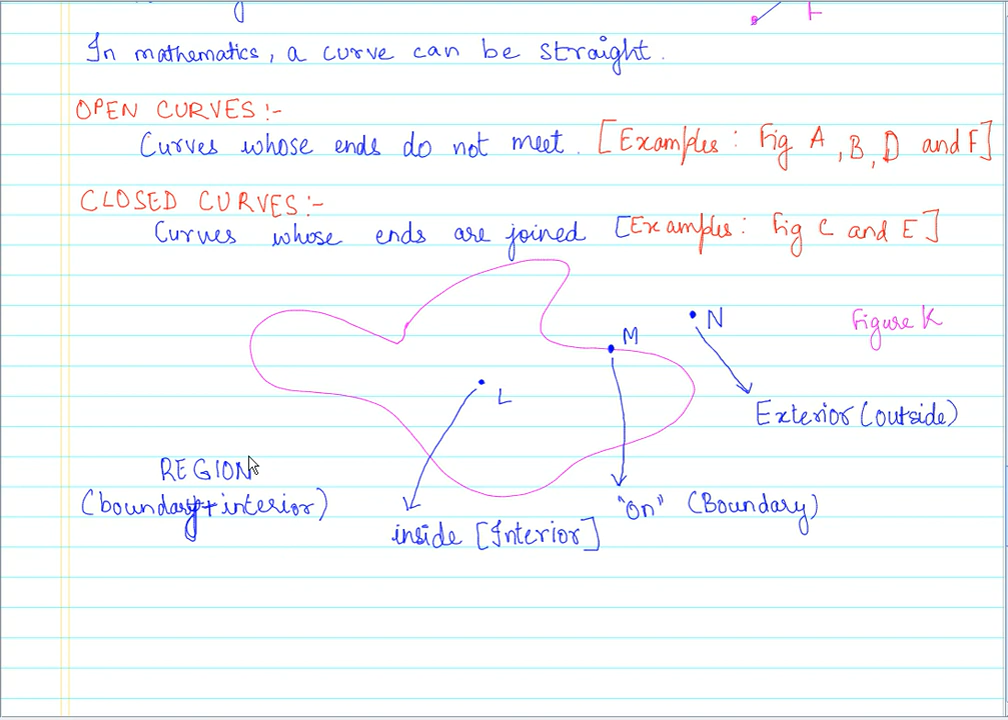 In mathematics, a curve can be straight.
OPEN CURVES :-
Curves whose ends do not meet. [Examples: Fig A, B, D and F]
CLOSED CURVES :-
Curves whose ends are joined [Examples: Fig C and E]
Figure K
N
M
L
Exterior (outside)
REGION
(boundary + interior)
"On" (Boundary)
inside [Interior]